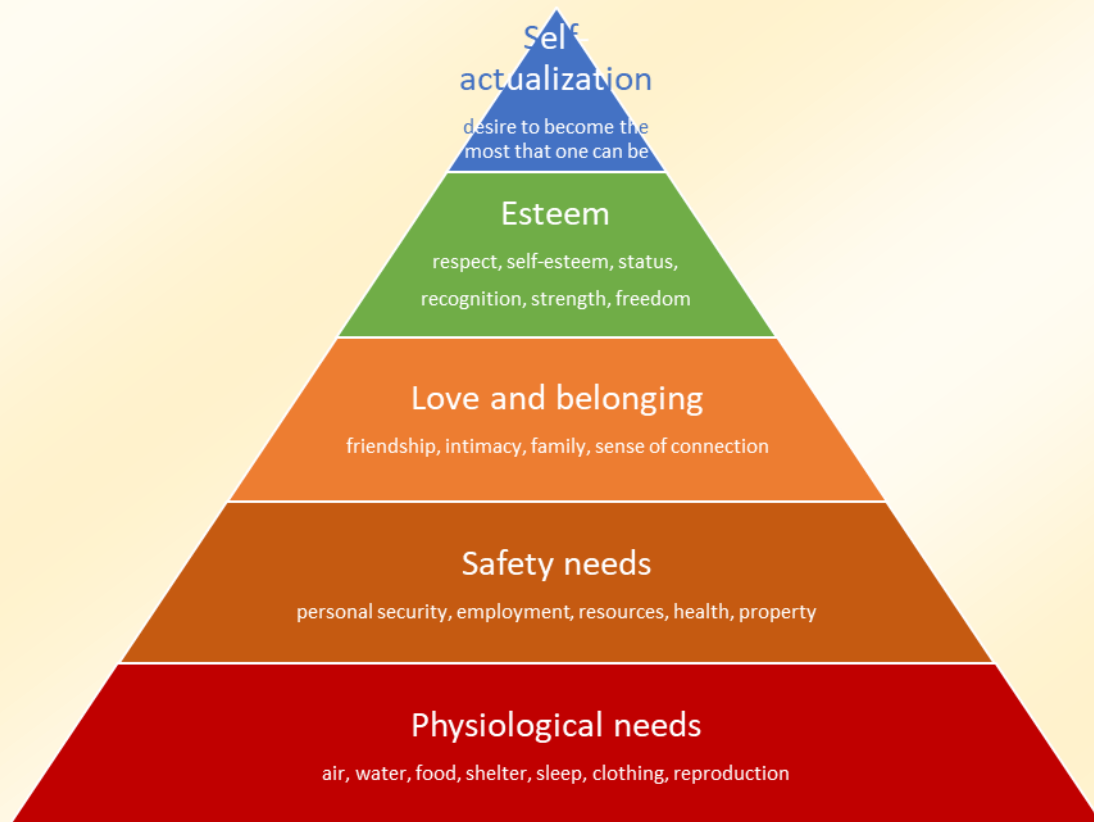 Self-
actualization
desire to become the
most that one can be
Esteem
respect, self-esteem, status,
recognition, strength, freedom
Love and belonging
friendship, intimacy, family, sense of connection
Safety needs
personal security, employment, resources, health, property
Physiological needs
air, water, food, shelter, sleep, clothing, reproduction